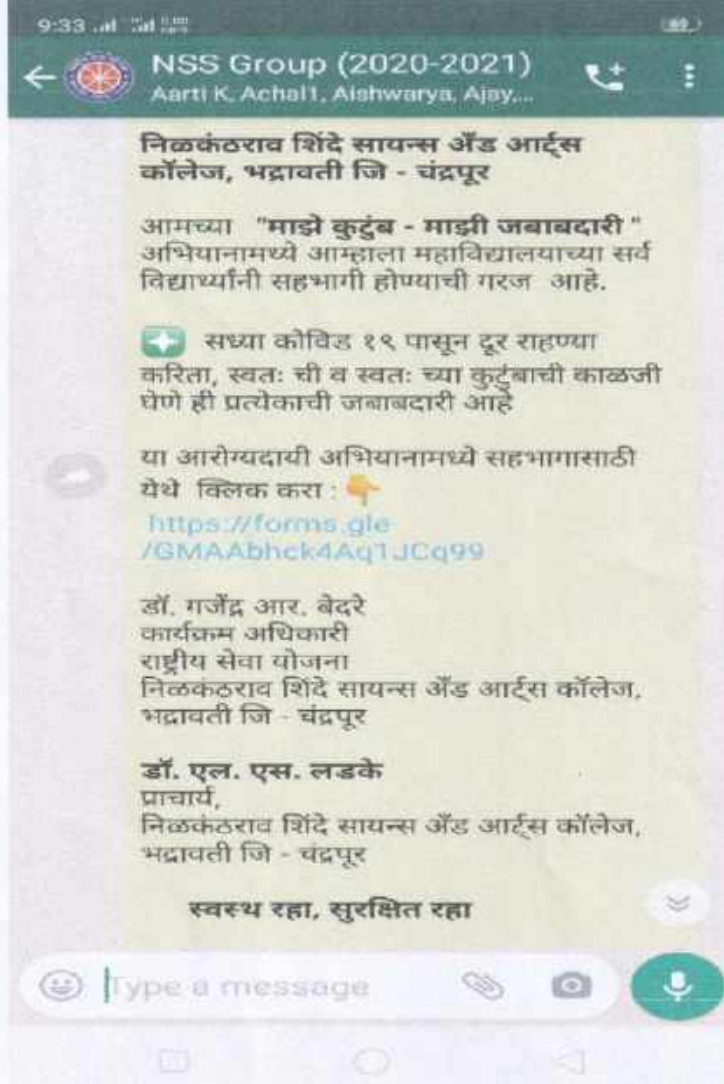 9:33
NSS Group (2020-2021)
Aarti K, Achal1, Aishwarya, Ajay,...
निळकंठराव शिंदे सायन्स अँड आर्ट्स
कॉलेज, भद्रावती जि - चंद्रपूर
आमच्या "माझे कुटुंब - माझी जबाबदारी "
अभियानामध्ये आम्हाला महाविद्यालयाच्या सर्व
विद्यार्थ्यांनी सहभागी होण्याची गरज आहे.
सध्या कोविड १९ पासून दूर राहण्या
करिता, स्वतः ची व स्वतः च्या कुटुंबाची काळजी
घेणे ही प्रत्येकाची जबाबदारी आहे
या आरोग्यदायी अभियानामध्ये सहभागासाठी
येथे क्लिक करा :
https://forms.gle
/GMAAbhck4Aq1JCq99
डॉ. गजेंद्र आर. बेदरे
कार्यक्रम अधिकारी
राष्ट्रीय सेवा योजना
निळकंठराव शिंदे सायन्स अँड आर्ट्स कॉलेज,
भद्रावती जि - चंद्रपूर
डॉ. एल. एस. लडके
प्राचार्य,
निळकंठराव शिंदे सायन्स अँड आर्ट्स कॉलेज,
भद्रावती जि - चंद्रपूर
स्वस्थ रहा, सुरक्षित रहा
Type a message